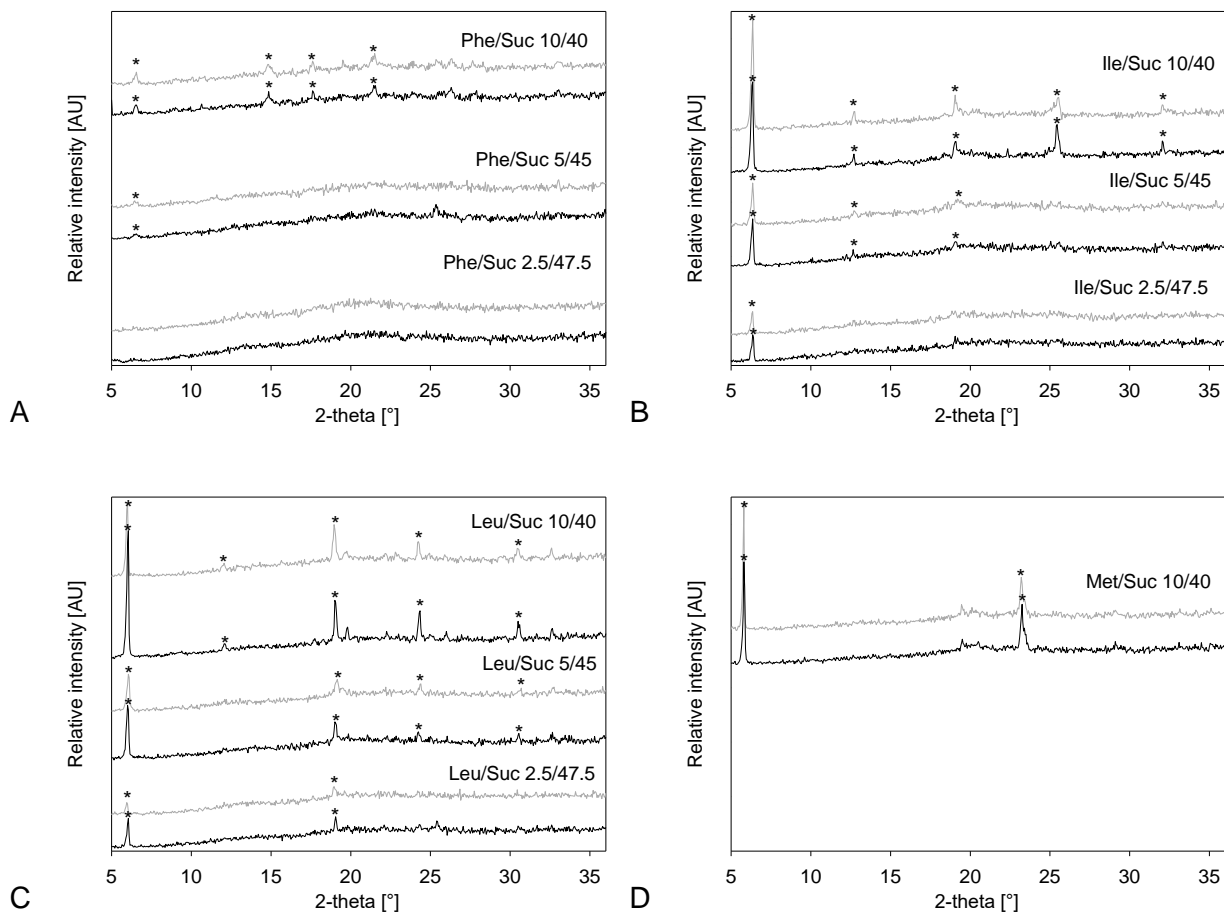 Relative intensity [AU]
Phe/Suc 10/40
* * * *
* * * *
Phe/Suc 5/45
*
*
Phe/Suc 2.5/47.5
5 10 15 20 25 30 35
2-theta [°]
A
Relative intensity [AU]
*
Ile/Suc 10/40
* * * * *
* * * *
Ile/Suc 5/45
* *
* * *
Ile/Suc 2.5/47.5
*
*
5 10 15 20 25 30 35
2-theta [°]
B
Relative intensity [AU]
Leu/Suc 10/40
* * * * *
* * * * *
Leu/Suc 5/45
* * * *
* * * *
Leu/Suc 2.5/47.5
* *
* *
5 10 15 20 25 30 35
2-theta [°]
C
Relative intensity [AU]
*
Met/Suc 10/40
* *
*
5 10 15 20 25 30 35
2-theta [°]
D